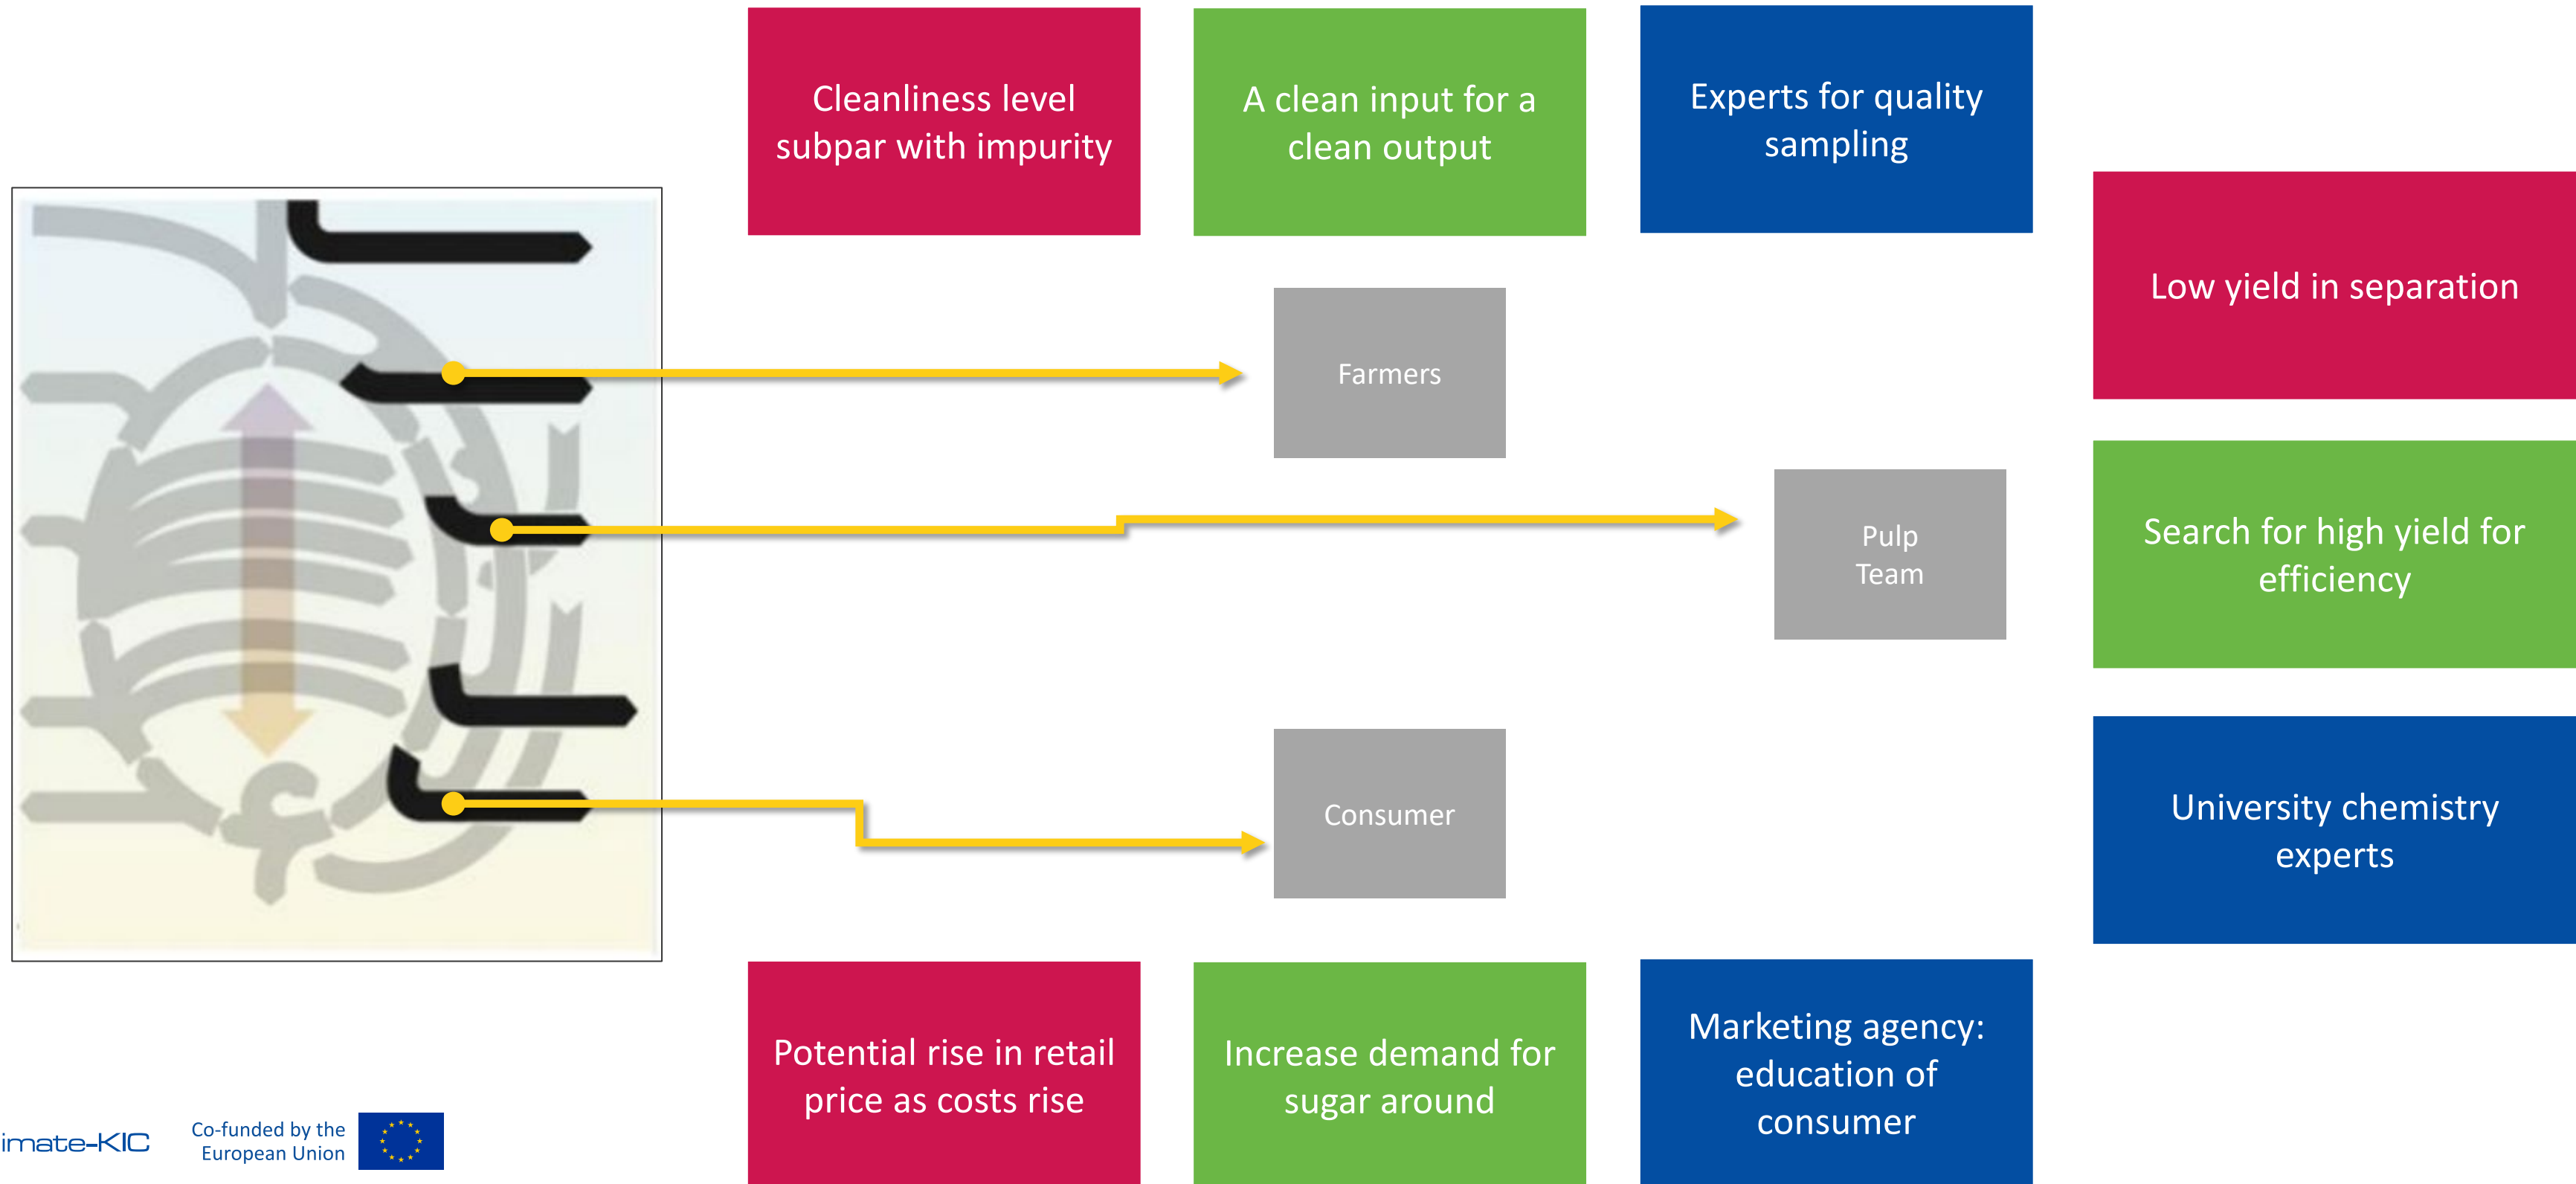 Cleanliness level
subpar with impurity
A clean input for a
clean output
Experts for quality
sampling
Low yield in separation
Farmers
Pulp
Team
Search for high yield for
efficiency
Consumer
University chemistry
experts
Potential rise in retail
price as costs rise
Increase demand for
sugar around
Marketing agency:
education of
consumer
imate-KIC
Co-funded by the
European Union